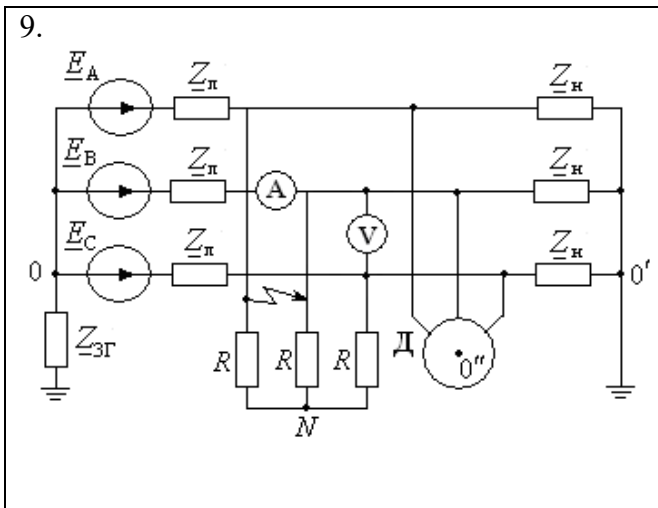 9.
E_A Z_л Z_н
E_B Z_л A Z_н
V
E_C Z_л Z_н
0 0'
Z_ЗГ R R R Д 0"
N